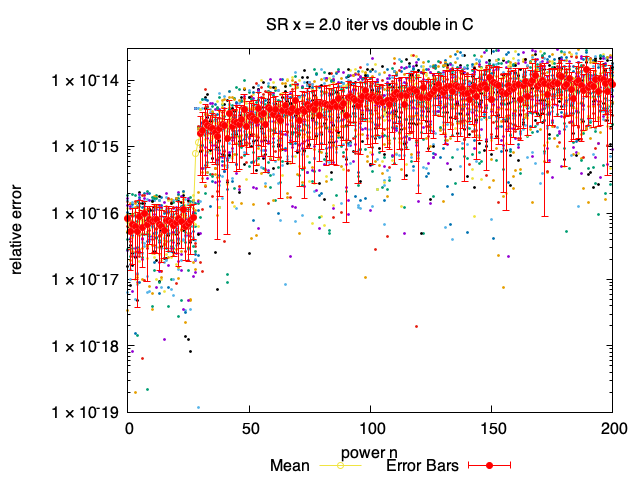 SR x = 2.0 iter vs double in C
relative error
1 × 10-14
1 × 10-15
1 × 10-16
1 × 10-17
1 × 10-18
1 × 10-19
0 50 100 150 200
power n
Mean Error Bars